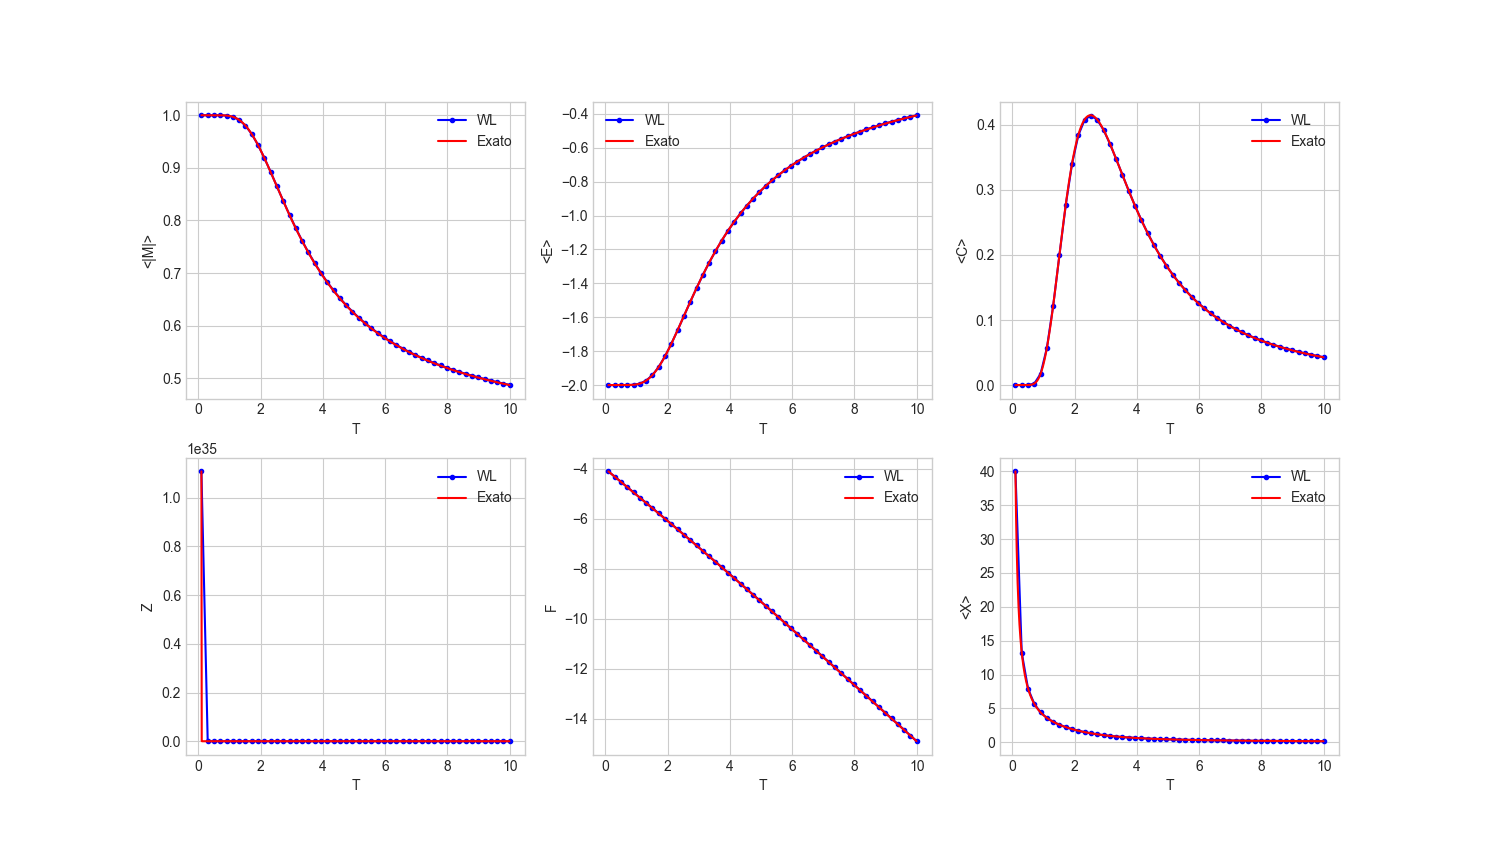 <|M|>
1.0
0.9
0.8
0.7
0.6
0.5
0 2 4 6 8 10
T
WL
Exato
<E>
−0.4
−0.6
−0.8
−1.0
−1.2
−1.4
−1.6
−1.8
−2.0
0 2 4 6 8 10
T
WL
Exato
<C>
0.4
0.3
0.2
0.1
0.0
0 2 4 6 8 10
T
WL
Exato
1e35
Z
1.0
0.8
0.6
0.4
0.2
0.0
0 2 4 6 8 10
T
WL
Exato
F
−4
−6
−8
−10
−12
−14
0 2 4 6 8 10
T
WL
Exato
<X>
40
35
30
25
20
15
10
5
0
0 2 4 6 8 10
T
WL
Exato